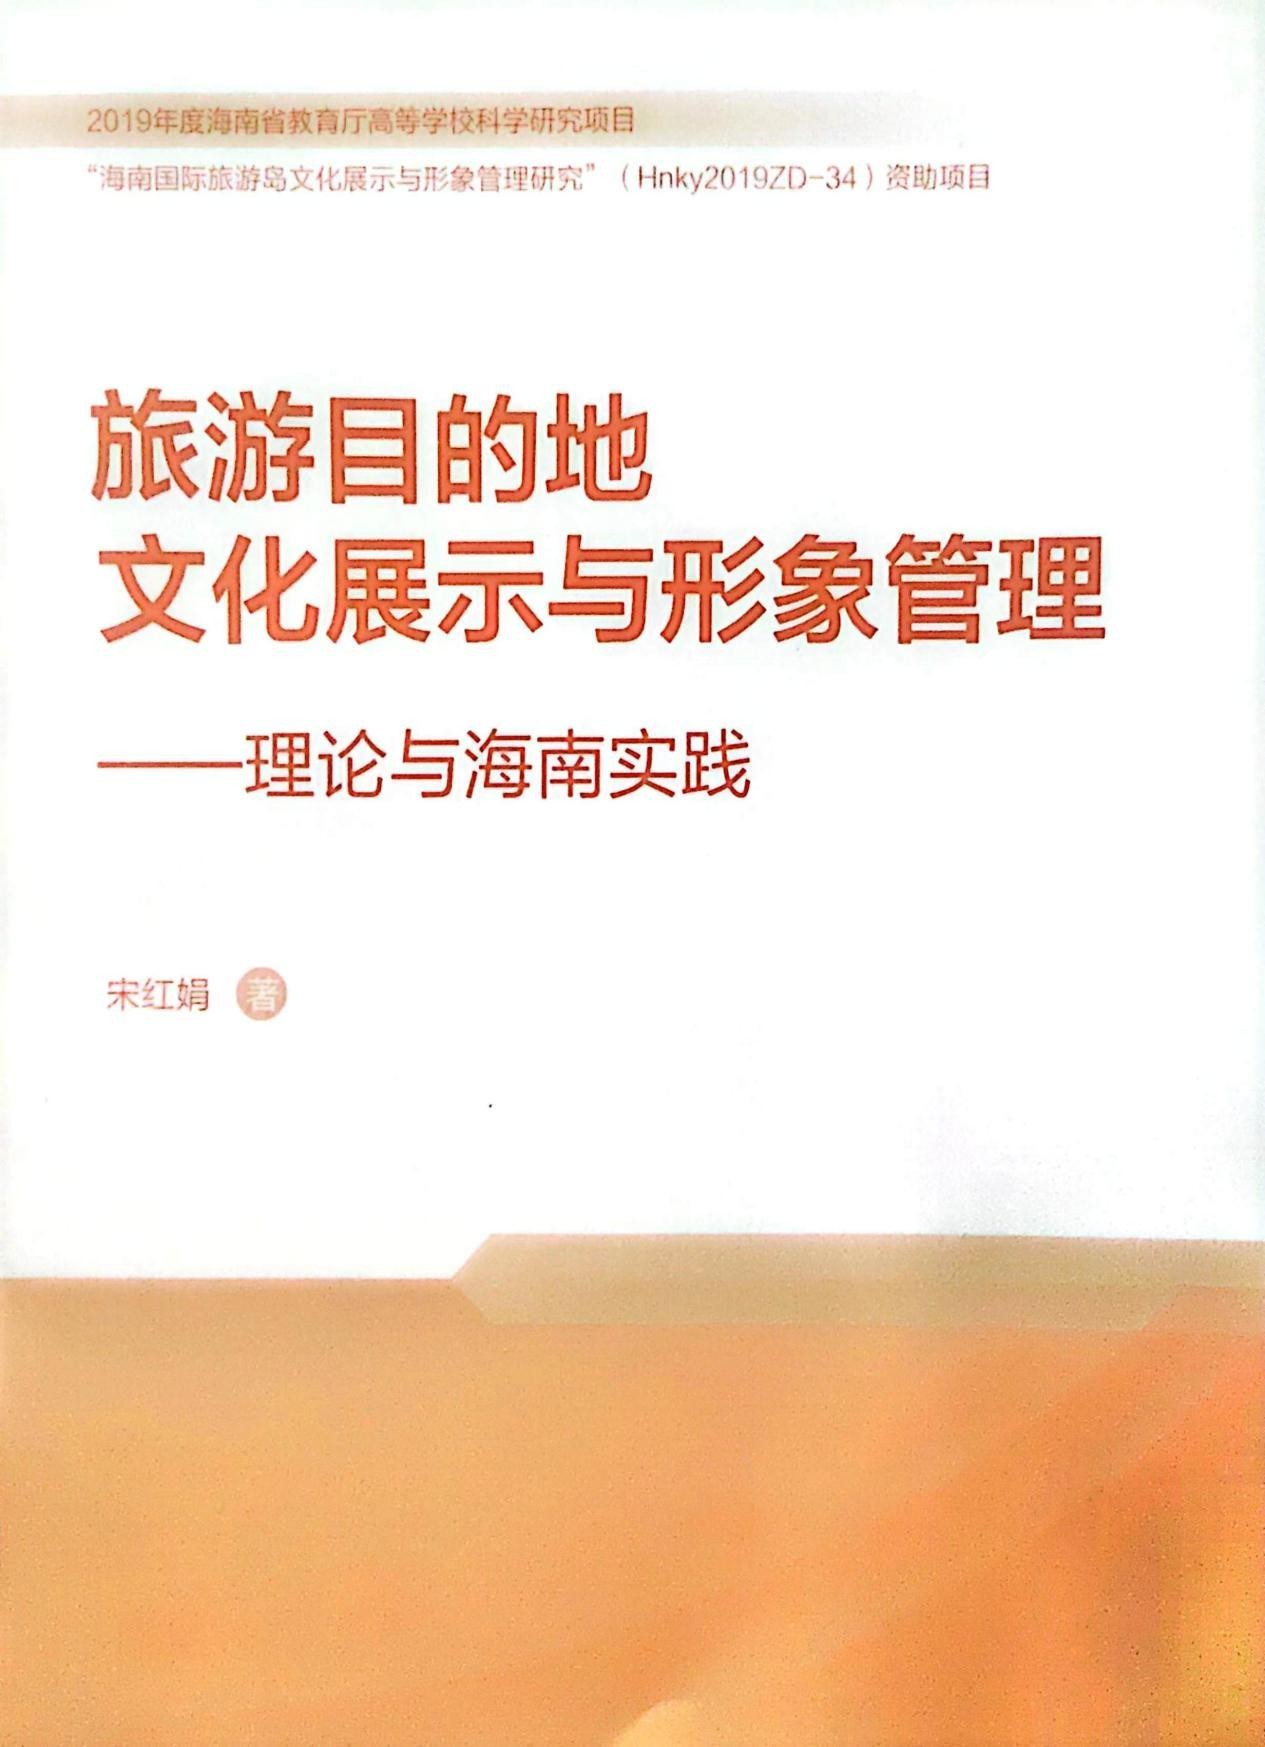 2019年度海南省教育厅高等学校科学研究项目
“海南国际旅游岛文化展示与形象管理研究”（Hnky2019ZD-34）资助项目
旅游目的地
文化展示与形象管理
——理论与海南实践
宋红娟 著